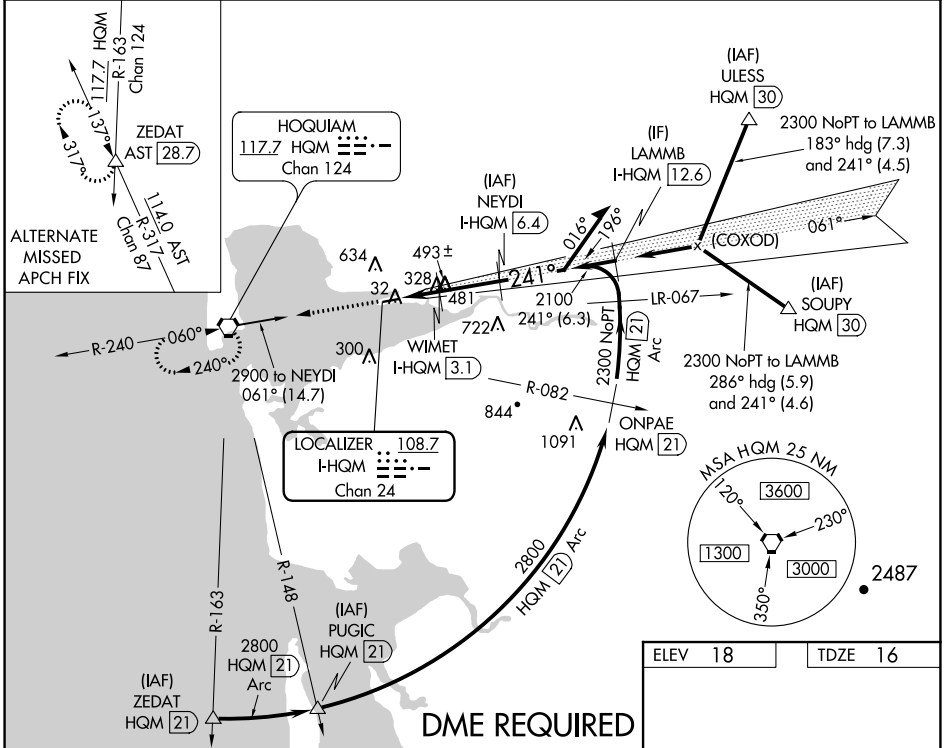 117.7 HQM
R-163
Chan 124
137°
317°
ZEDAT
AST 28.7
114.0 AST
R-317
Chan 87
ALTERNATE
MISSED
APCH FIX
HOQUIAM
117.7 HQM
Chan 124
(IAF)
NEYDI
I-HQM 6.4
(IF)
LAMMB
I-HQM 12.6
(IAF)
ULESS
HQM 30
2300 NoPT to LAMMB
183° hdg (7.3)
and 241° (4.5)
016°
196°
061°
(COXOD)
634
493±
328
32
481
241°
2100
241° (6.3)
LR-067
(IAF)
SOUPY
HQM 30
R-240
060°
240°
2900 to NEYDI
061° (14.7)
300
WIMET
I-HQM 3.1
722
2300 NoPT
HQM 21
Arc
2300 NoPT to LAMMB
286° hdg (5.9)
and 241° (4.6)
R-082
844
1091
ONPAE
HQM 21
LOCALIZER 108.7
I-HQM
Chan 24
MSA HQM 25 NM
120°
3600
230°
1300
3000
350°
2487
2800
HQM 21 Arc
R-163
R-148
(IAF)
PUGIC
HQM 21
2800
HQM 21
Arc
(IAF)
ZEDAT
HQM 21
DME REQUIRED
ELEV 18
TDZE 16